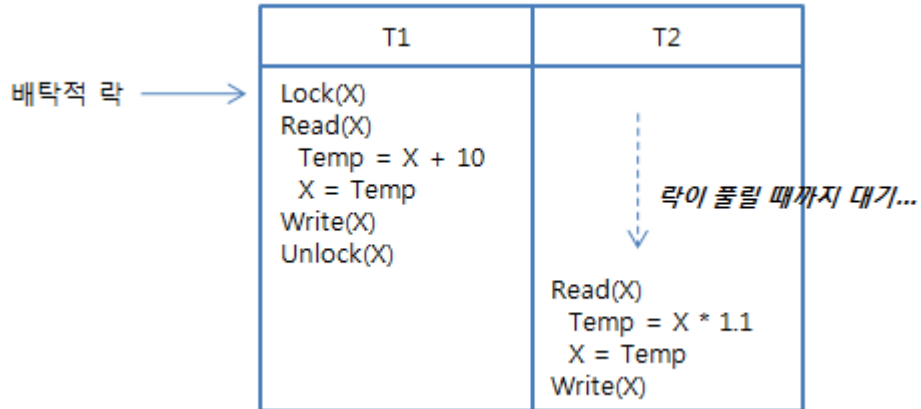 T1
T2
배탁적 락
Lock(X)
Read(X)
Temp = X + 10
X = Temp
Write(X)
Unlock(X)
락이 풀릴 때까지 대기...
Read(X)
Temp = X * 1.1
X = Temp
Write(X)